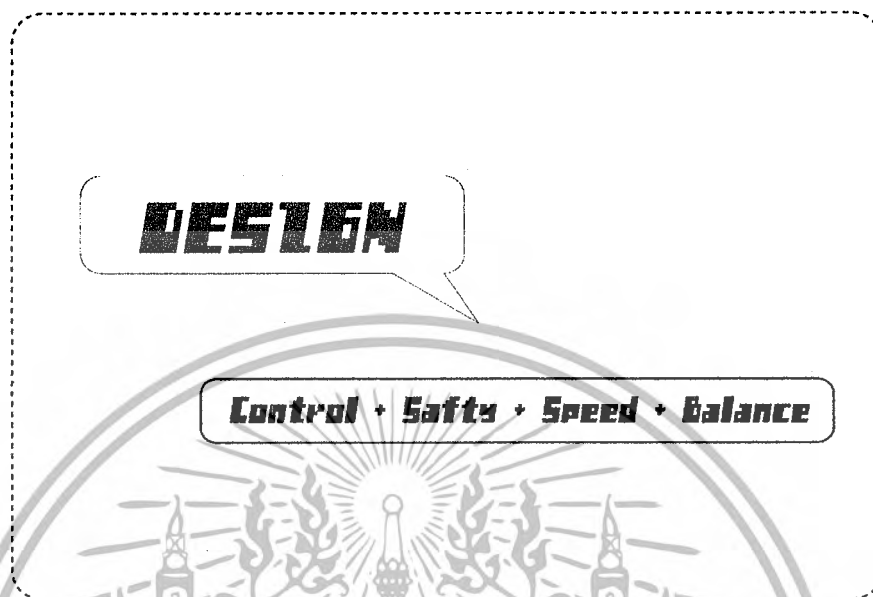 DESIGN
Control + Safty + Speed + Balance